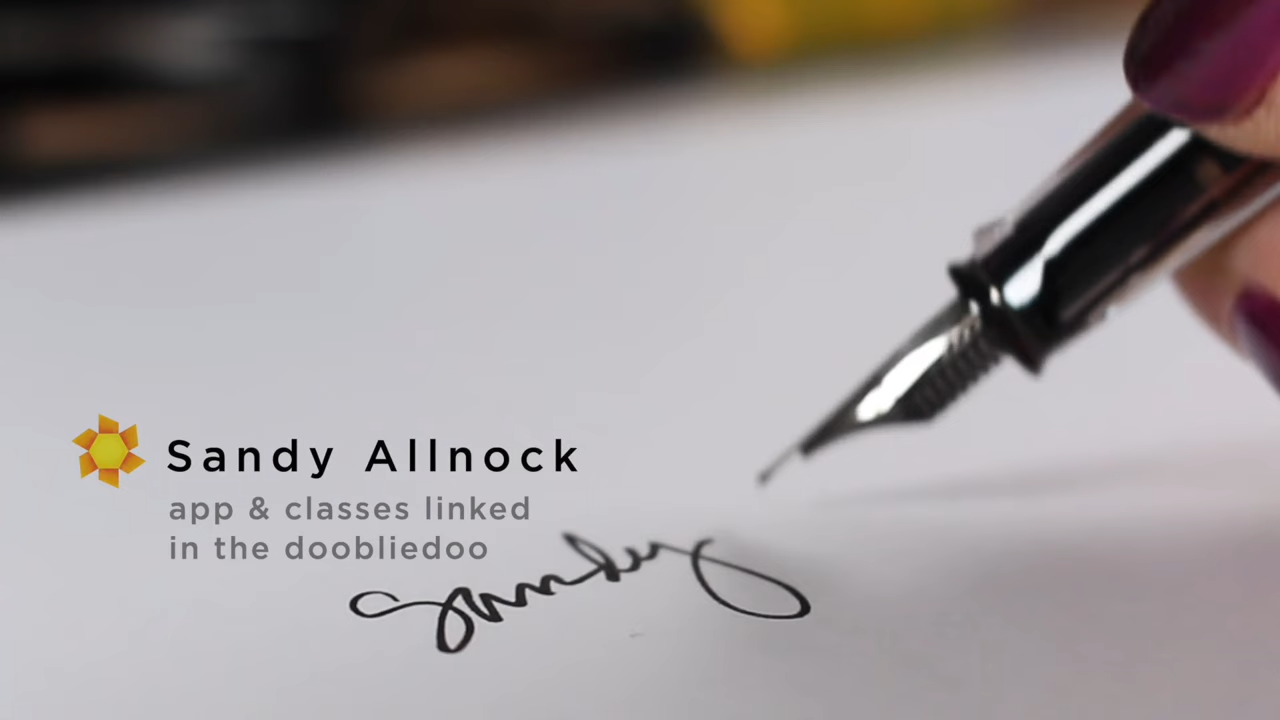 Sandy Allnock
app & classes linked
in the doobliedoo
Sandy